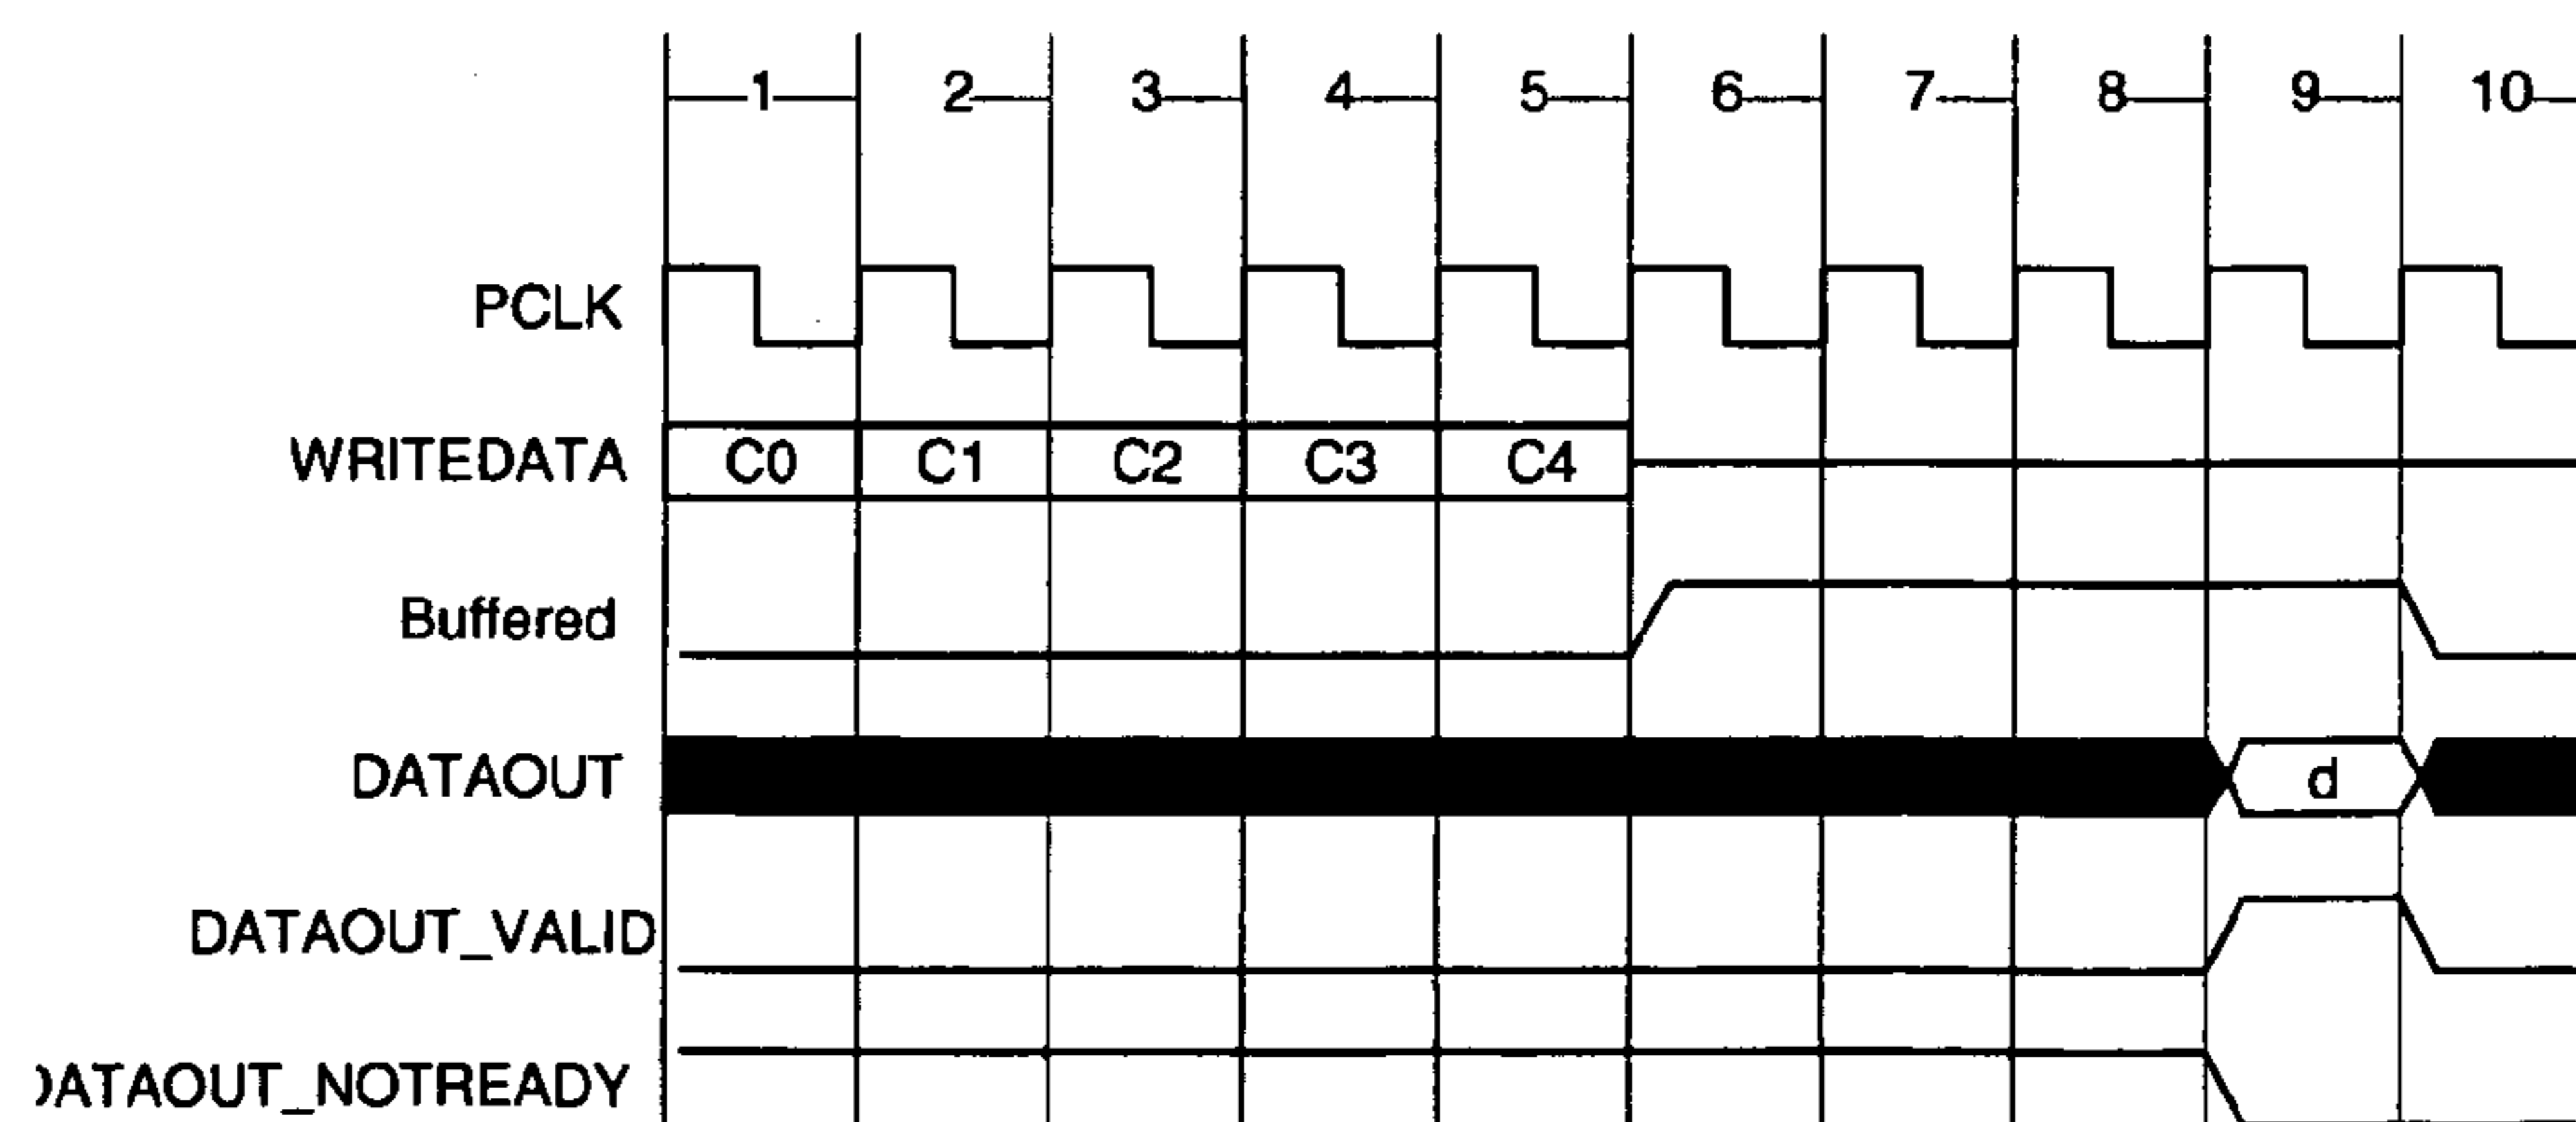 1 2 3 4 5 6 7 8 9 10
PCLK
WRITEDATA C0 C1 C2 C3 C4
Buffered
DATAOUT d
DATAOUT_VALID
DATAOUT_NOTREADY